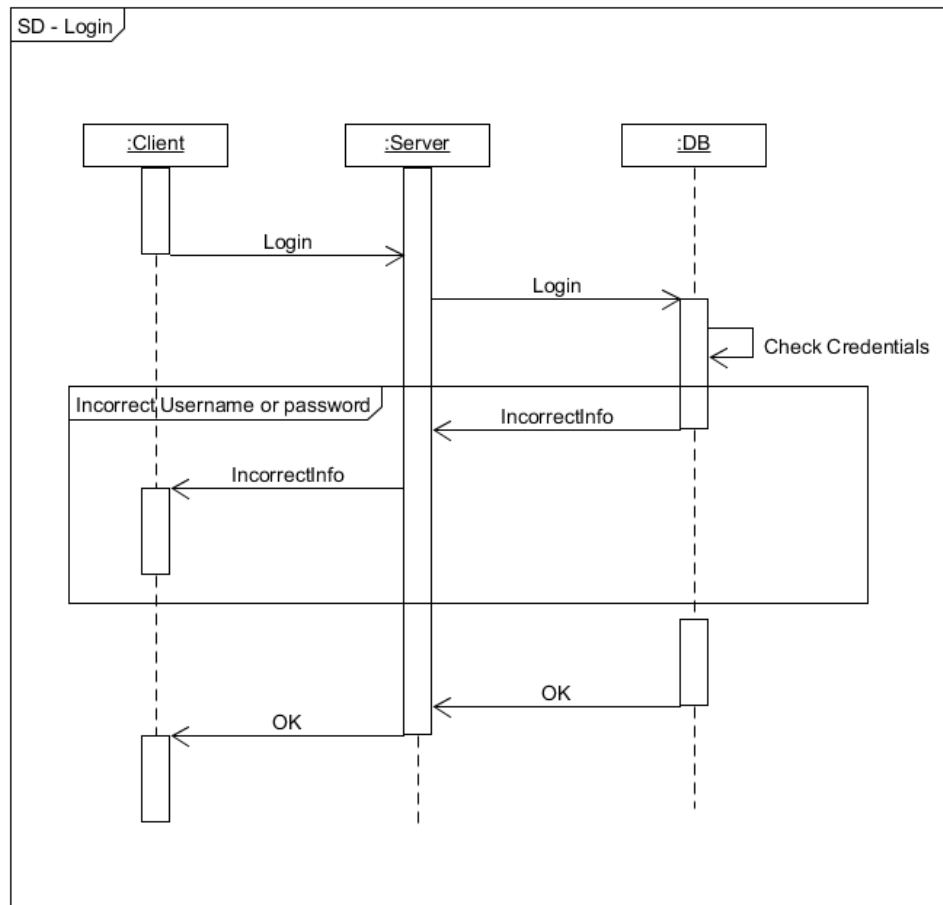 SD - Login
:Client
:Server
:DB
Login
Login
Check Credentials
Incorrect Username or password
IncorrectInfo
IncorrectInfo
OK
OK